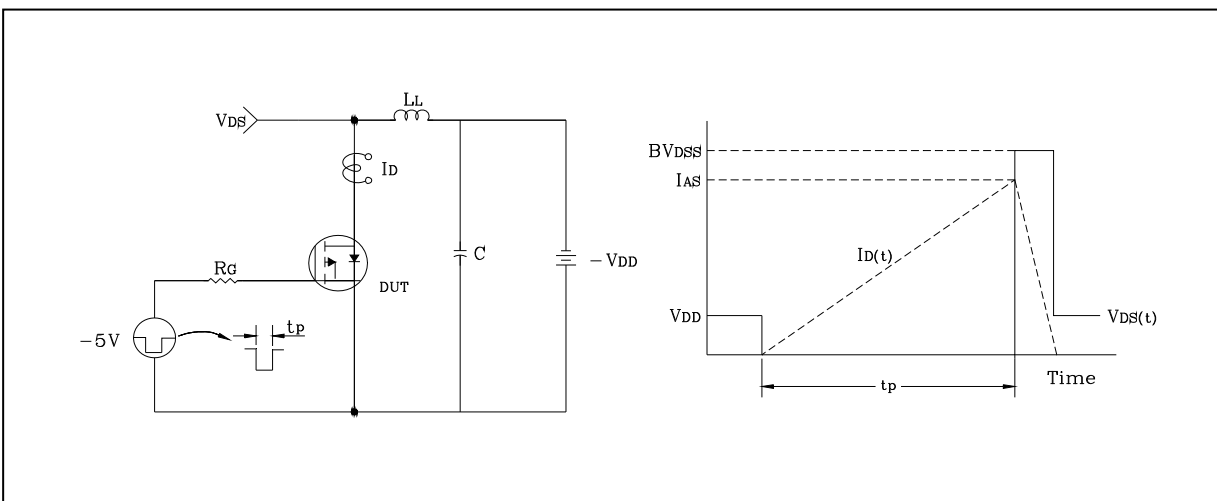 LL
VDS
ID
RG
DUT
C
-VDD
-5V
tp
BVDSS
IAS
ID(t)
VDD
VDS(t)
tp
Time